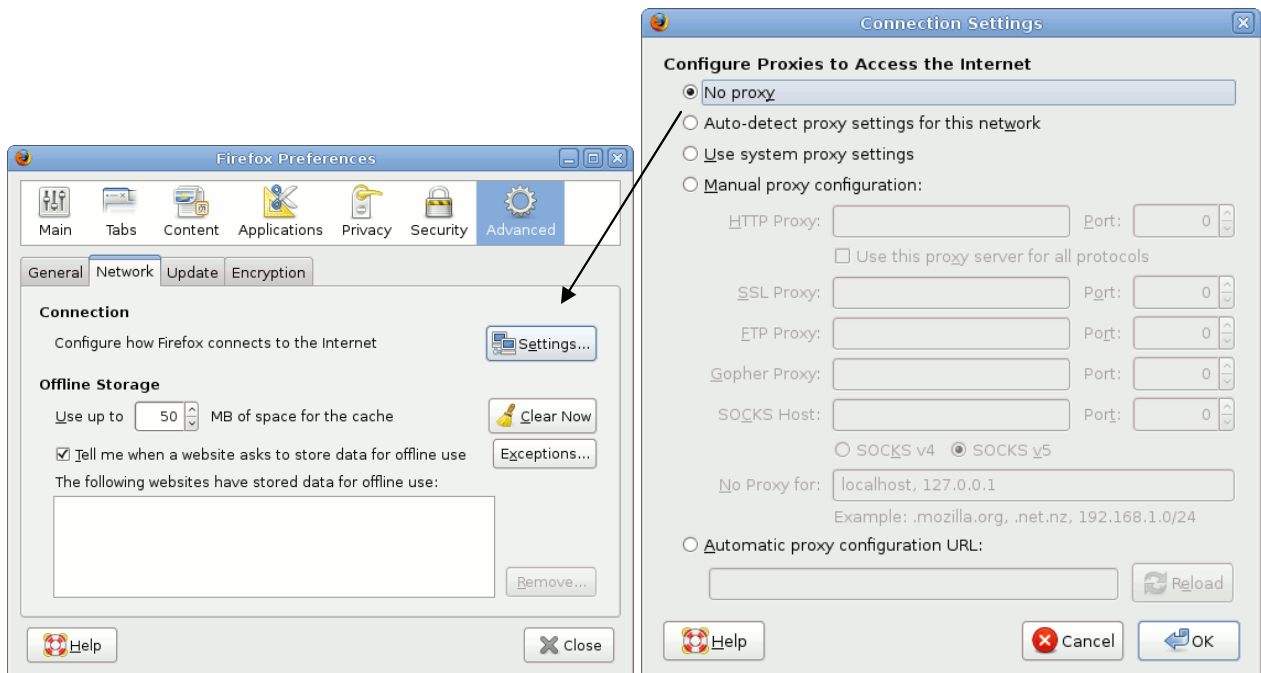 Firefox Preferences
Main Tabs Content Applications Privacy Security Advanced
General Network Update Encryption
Connection
Configure how Firefox connects to the Internet Settings...
Offline Storage
Use up to 50 MB of space for the cache Clear Now
Tell me when a website asks to store data for offline use Exceptions...
The following websites have stored data for offline use:
Remove...
Help Close
Connection Settings
Configure Proxies to Access the Internet
No proxy
Auto-detect proxy settings for this network
Use system proxy settings
Manual proxy configuration:
HTTP Proxy: Port: 0
Use this proxy server for all protocols
SSL Proxy: Port: 0
FTP Proxy: Port: 0
Gopher Proxy: Port: 0
SOCKS Host: Port: 0
SOCKS v4 SOCKS v5
No Proxy for: localhost, 127.0.0.1
Example: .mozilla.org, .net.nz, 192.168.1.0/24
Automatic proxy configuration URL:
Reload
Help Cancel OK